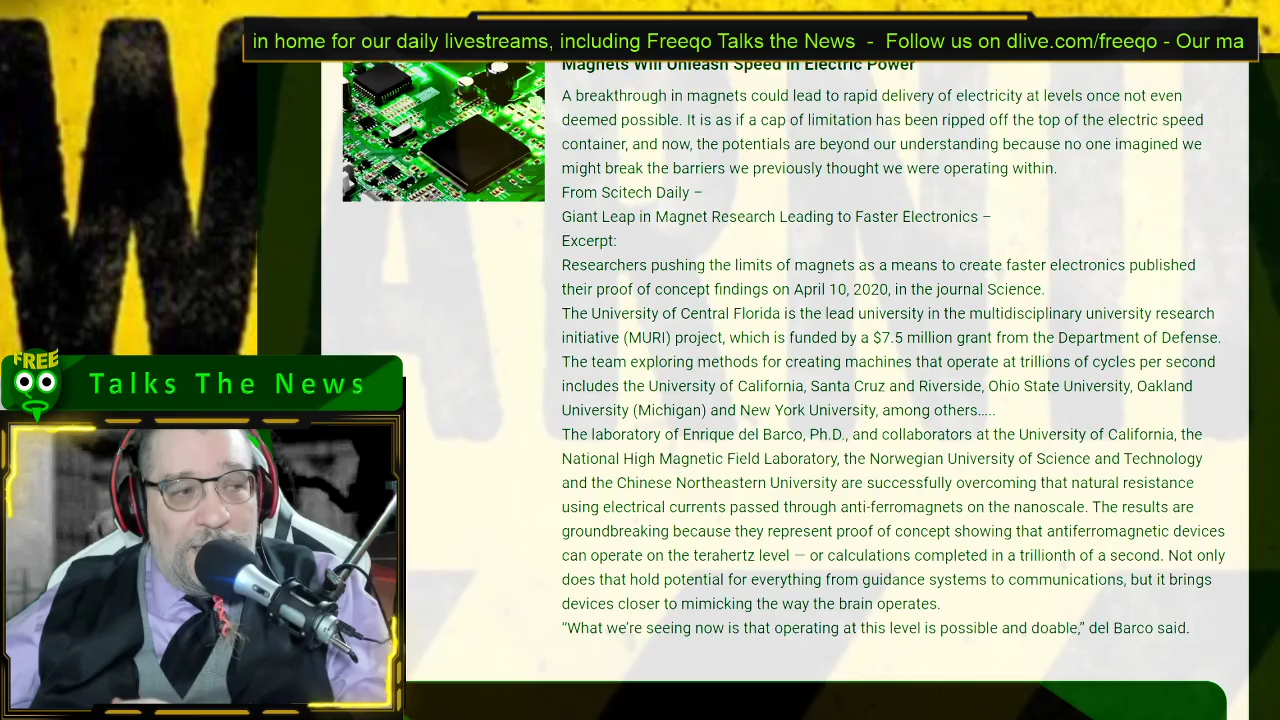 in home for our daily livestreams, including Freeqo Talks the News - Follow us on dlive.com/freeqo - Our ma
Magnets Will Unleash Speed in Electric Power
A breakthrough in magnets could lead to rapid delivery of electricity at levels once not even
deemed possible. It is as if a cap of limitation has been ripped off the top of the electric speed
container, and now, the potentials are beyond our understanding because no one imagined we
might break the barriers we previously thought we were operating within.
From Scitech Daily –
Giant Leap in Magnet Research Leading to Faster Electronics –
Excerpt:
Researchers pushing the limits of magnets as a means to create faster electronics published
their proof of concept findings on April 10, 2020, in the journal Science.
The University of Central Florida is the lead university in the multidisciplinary university research
initiative (MURI) project, which is funded by a $7.5 million grant from the Department of Defense.
The team exploring methods for creating machines that operate at trillions of cycles per second
includes the University of California, Santa Cruz and Riverside, Ohio State University, Oakland
University (Michigan) and New York University, among others…..
The laboratory of Enrique del Barco, Ph.D., and collaborators at the University of California, the
National High Magnetic Field Laboratory, the Norwegian University of Science and Technology
and the Chinese Northeastern University are successfully overcoming that natural resistance
using electrical currents passed through anti-ferromagnets on the nanoscale. The results are
groundbreaking because they represent proof of concept showing that antiferromagnetic devices
can operate on the terahertz level — or calculations completed in a trillionth of a second. Not only
does that hold potential for everything from guidance systems to communications, but it brings
devices closer to mimicking the way the brain operates.
“What we’re seeing now is that operating at this level is possible and doable,” del Barco said.
FREE
Talks The News